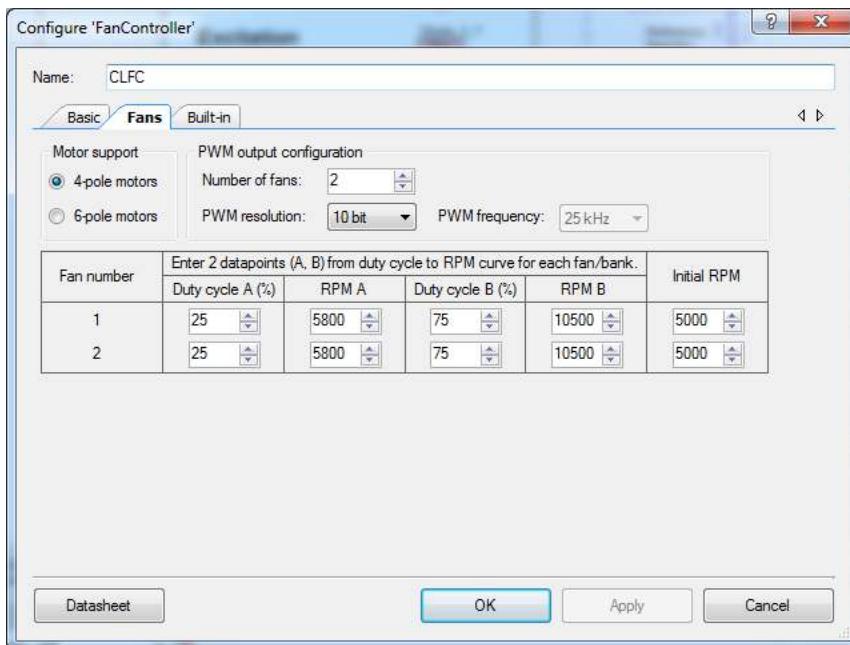 Configure 'FanController'
Name: CLFC
Basic Fans Built-in
Motor support PWM output configuration
4-pole motors Number of fans: 2
6-pole motors PWM resolution: 10 bit PWM frequency: 25 kHz
Fan number Enter 2 datapoints (A, B) from duty cycle to RPM curve for each fan/bank. Initial RPM
Duty cycle A (%) RPM A Duty cycle B (%) RPM B
1 25 5800 75 10500 5000
2 25 5800 75 10500 5000
Datasheet OK Apply Cancel